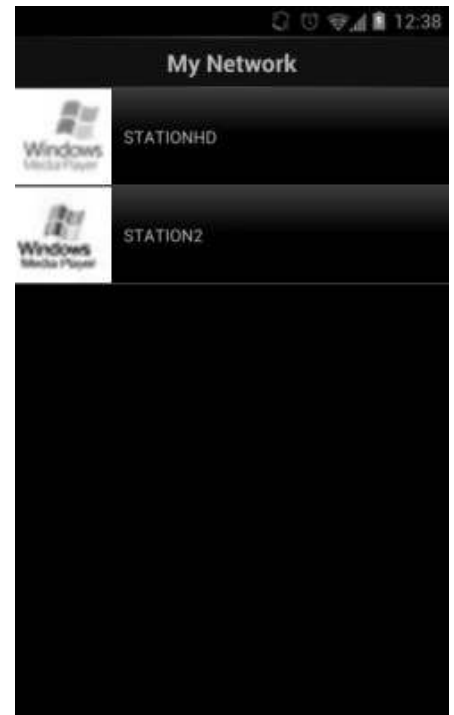 12:38
My Network
Windows
Media Player
STATIONHD
Windows
Media Player
STATION2